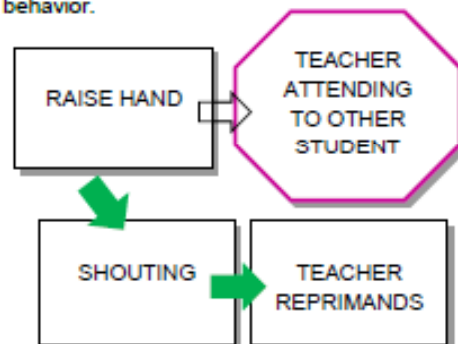 behavior.
RAISE HAND
TEACHER
ATTENDING
TO OTHER
STUDENT
SHOUTING
TEACHER
REPRIMANDS